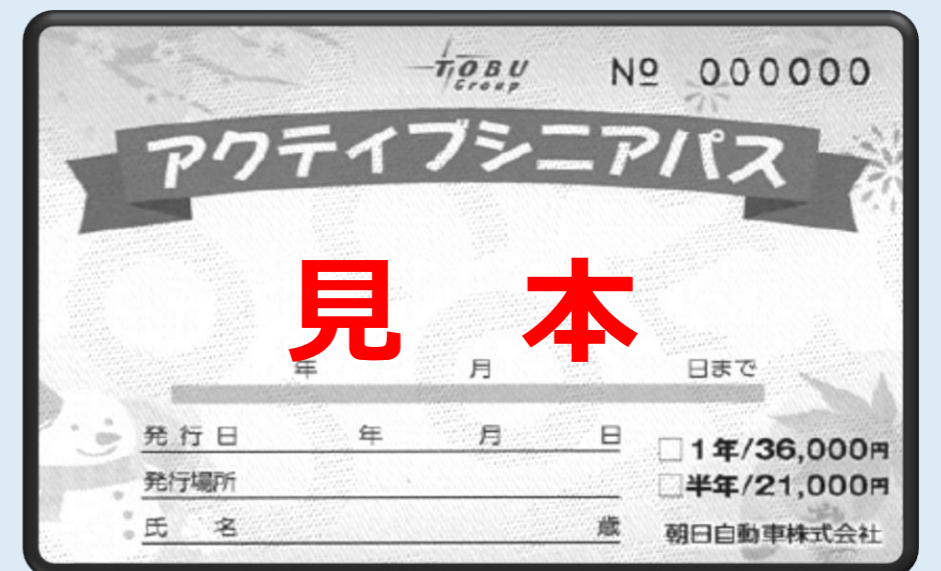 TOBU
Group
№ 000000
アクティブシニアパス
見 本
年 月 日まで
発行日 年 月 日
発行場所
氏 名 歳
□1年/36,000円
□半年/21,000円
朝日自動車株式会社